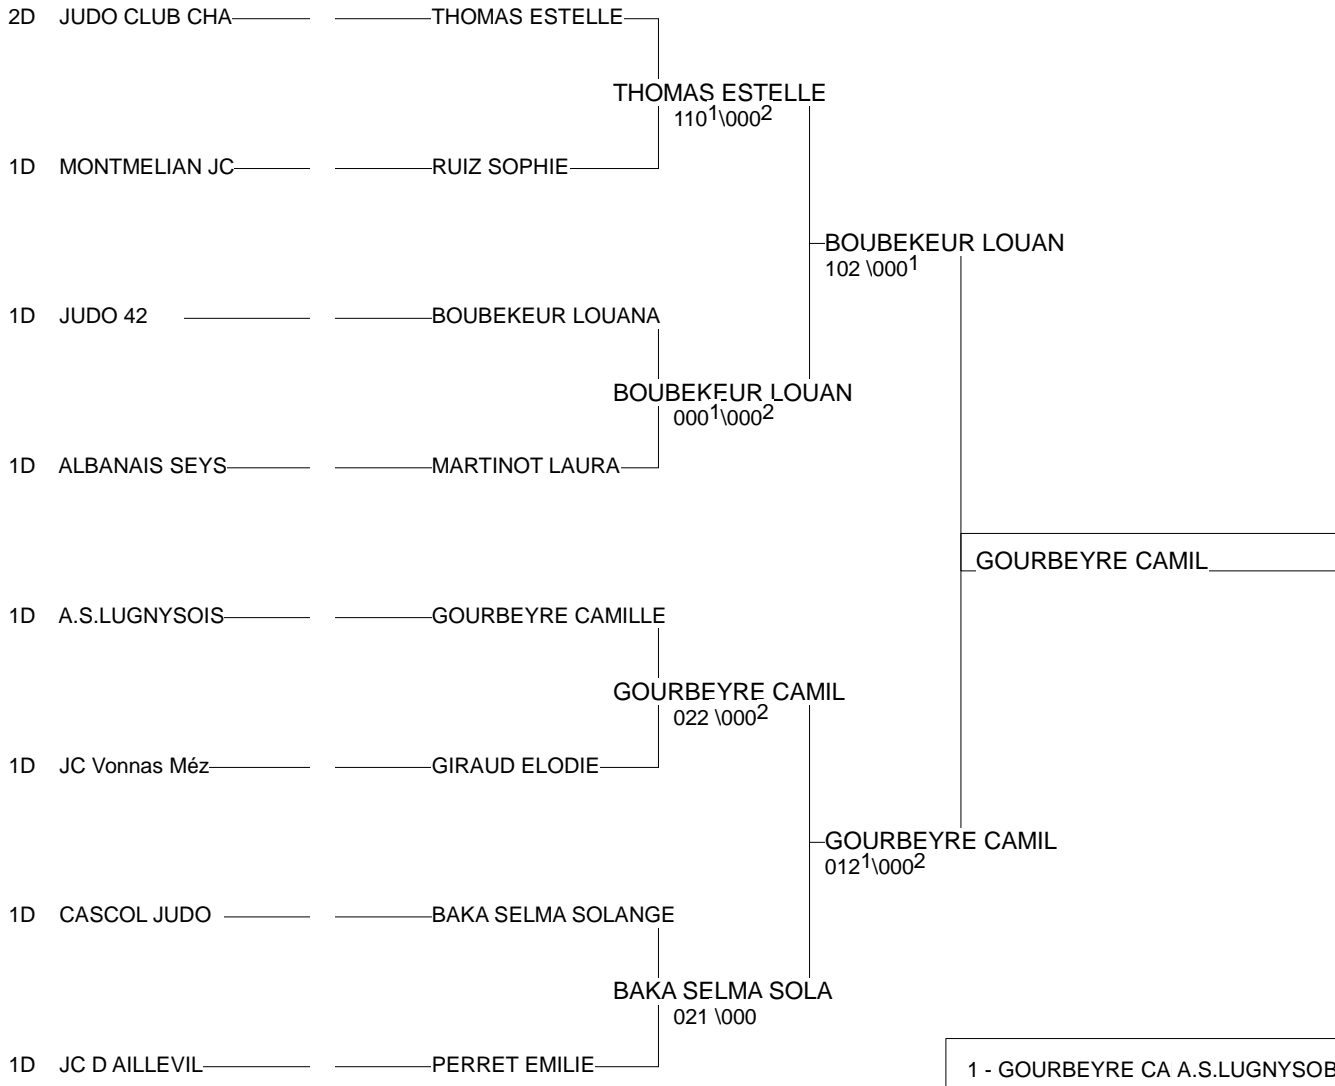 2D JUDO CLUB CHA THOMAS ESTELLE
THOMAS ESTELLE
110¹\000²
1D MONTMELIAN JC RUIZ SOPHIE
BOUBEKEUR LOUAN
102 \000¹
1D JUDO 42 BOUBEKEUR LOUANA
BOUBEKEUR LOUAN
000¹\000²
1D ALBANAIS SEYS MARTINOT LAURA
GOURBEYRE CAMIL
1D A.S.LUGNYSOIS GOURBEYRE CAMILLE
GOURBEYRE CAMIL
022 \000²
1D JC Vonnas Méz GIRAUD ELODIE
GOURBEYRE CAMIL
012¹\000²
1D CASCOL JUDO BAKA SELMA SOLANGE
BAKA SELMA SOLA
021 \000
1D JC D AILLEVIL PERRET EMILIE
1 - GOURBEYRE CA A.S.LUGNYSOB